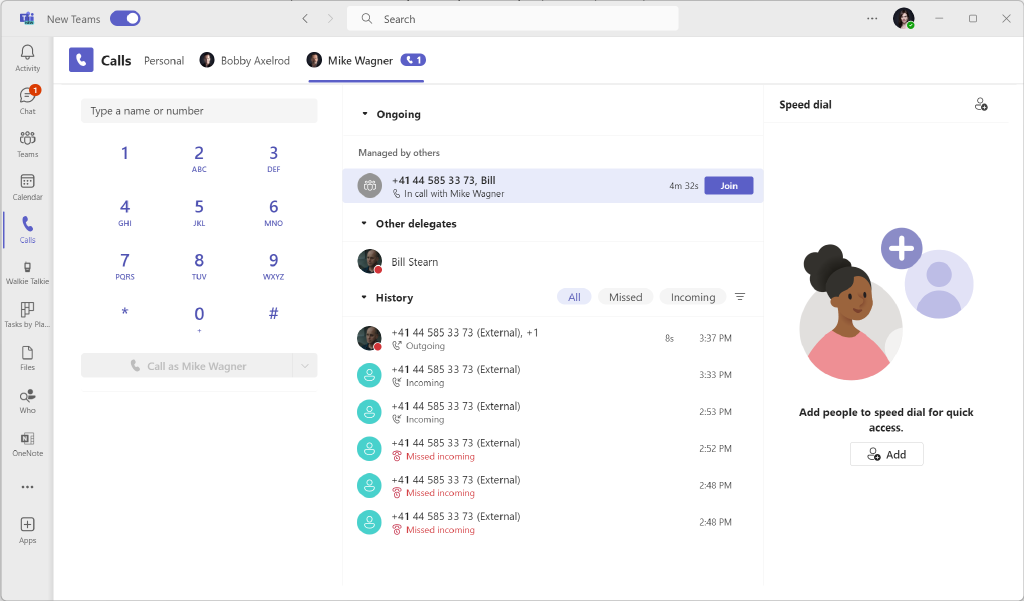 New Teams
Search
Activity
1
Chat
Teams
Calendar
Calls
Walkie Talkie
Tasks by Pla...
Files
Who
OneNote
Apps
Calls
Personal
Bobby Axelrod
Mike Wagner
1
Type a name or number
1
2
ABC
3
DEF
4
GHI
5
JKL
6
MNO
7
PQRS
8
TUV
9
WXYZ
*
0
+
#
Call as Mike Wagner
Ongoing
Managed by others
+41 44 585 33 73, Bill
In call with Mike Wagner
4m 32s
Join
Other delegates
Bill Stearn
History
All
Missed
Incoming
+41 44 585 33 73 (External), +1
Outgoing
8s
3:37 PM
+41 44 585 33 73 (External)
Incoming
3:33 PM
+41 44 585 33 73 (External)
Incoming
2:53 PM
+41 44 585 33 73 (External)
Missed incoming
2:52 PM
+41 44 585 33 73 (External)
Missed incoming
2:48 PM
+41 44 585 33 73 (External)
Missed incoming
2:48 PM
Speed dial
Add people to speed dial for quick
access.
Add